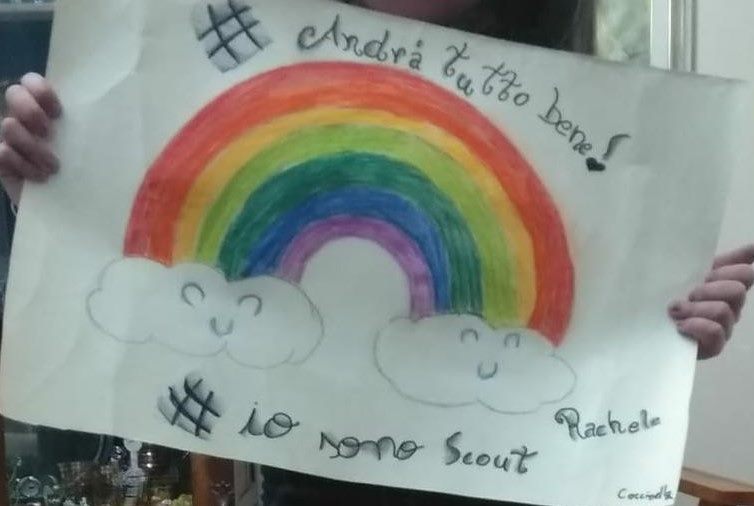 # Andrà tutto bene!
# io sono Scout
Rachele
Coccinella